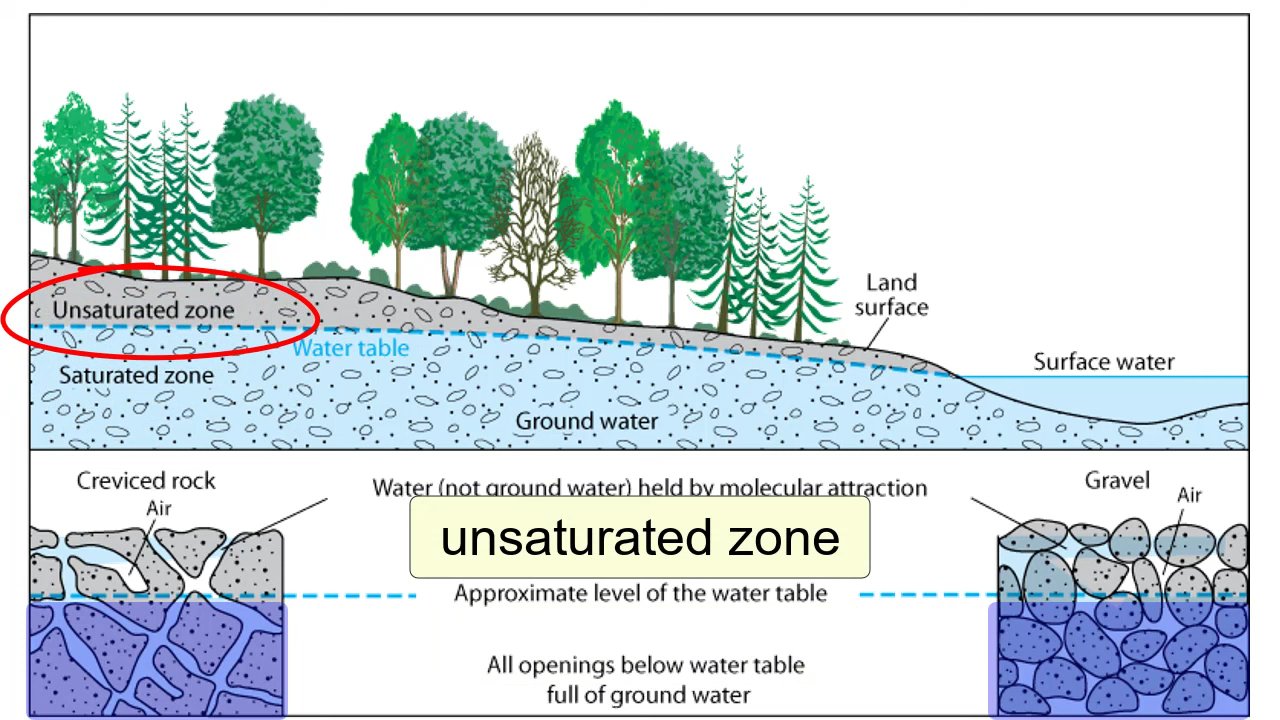 Land
surface
Unsaturated zone
Water table
Surface water
Saturated zone
Ground water
Creviced rock
Water (not ground water) held by molecular attraction
Gravel
Air
Air
unsaturated zone
Approximate level of the water table
All openings below water table
full of ground water